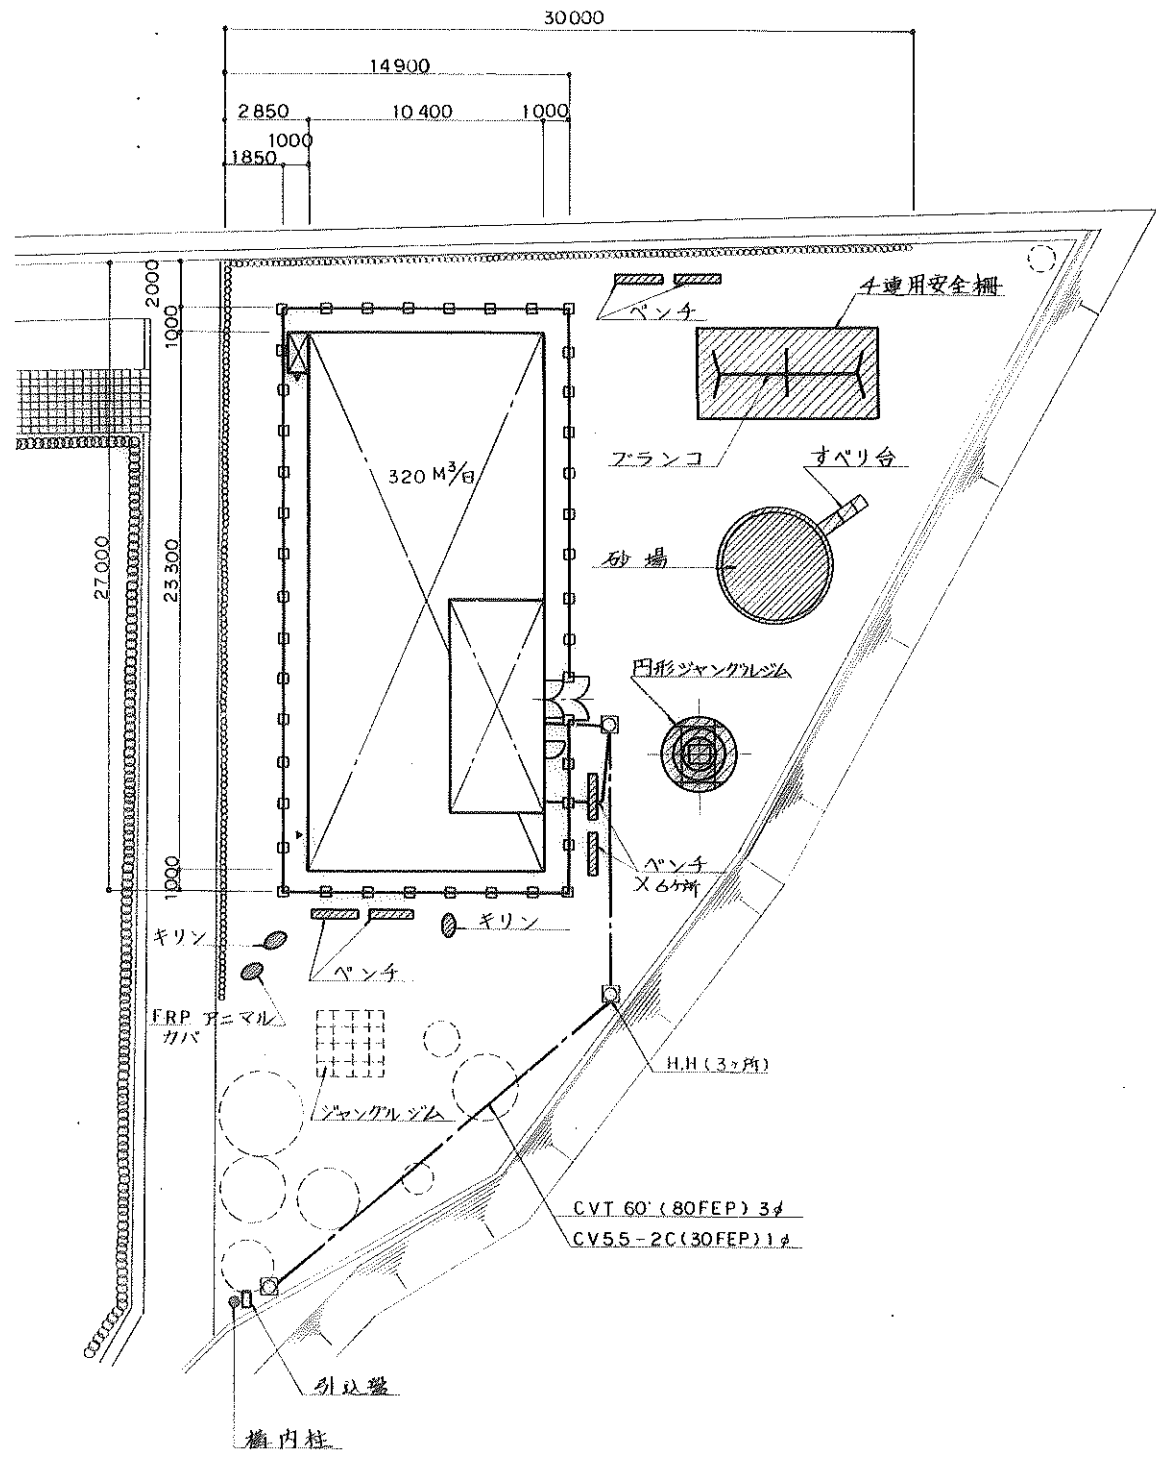 30000
14900
2850
10400
1000
1000
1850
2000
1000
4連用安全柵
ベンチ
320 M³/日
ブランコ
すべり台
砂場
27000
23300
円形ジャングルジム
ベンチ
×6ケ所
1000
キリン
キリン
ベンチ
FRP アニマル
カバ
H.H(3ヶ所)
ジャングルジム
CVT 60゜(80FEP) 3φ
CV5.5-2C(30FEP)1φ
引込盤
構内柱